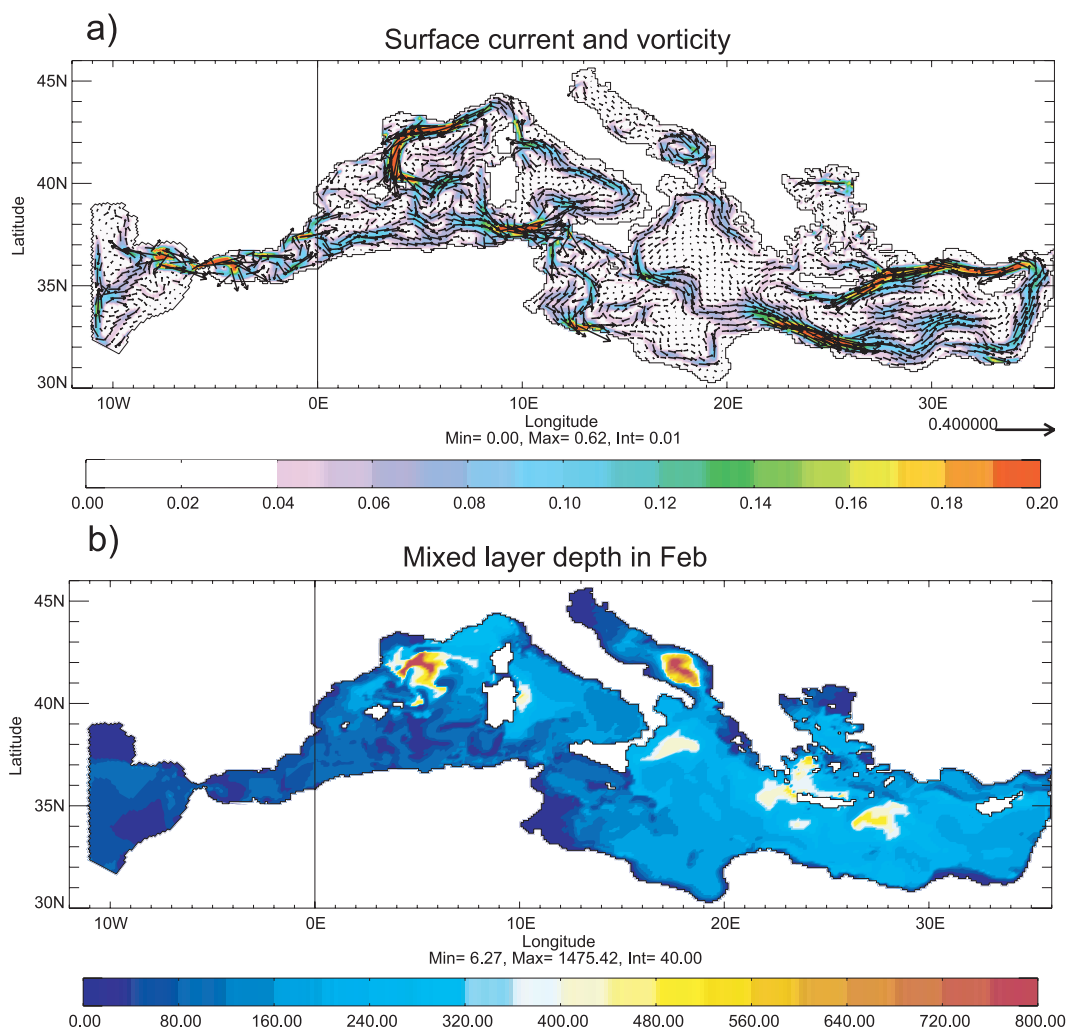 a)
Surface current and vorticity
45N
40N
35N
30N
Latitude
10W 0E 10E 20E 30E
Longitude
0.400000
Min= 0.00, Max= 0.62, Int= 0.01
0.00 0.02 0.04 0.06 0.08 0.10 0.12 0.14 0.16 0.18 0.20
b)
Mixed layer depth in Feb
45N
40N
35N
30N
Latitude
10W 0E 10E 20E 30E
Longitude
Min= 6.27, Max= 1475.42, Int= 40.00
0.00 80.00 160.00 240.00 320.00 400.00 480.00 560.00 640.00 720.00 800.00